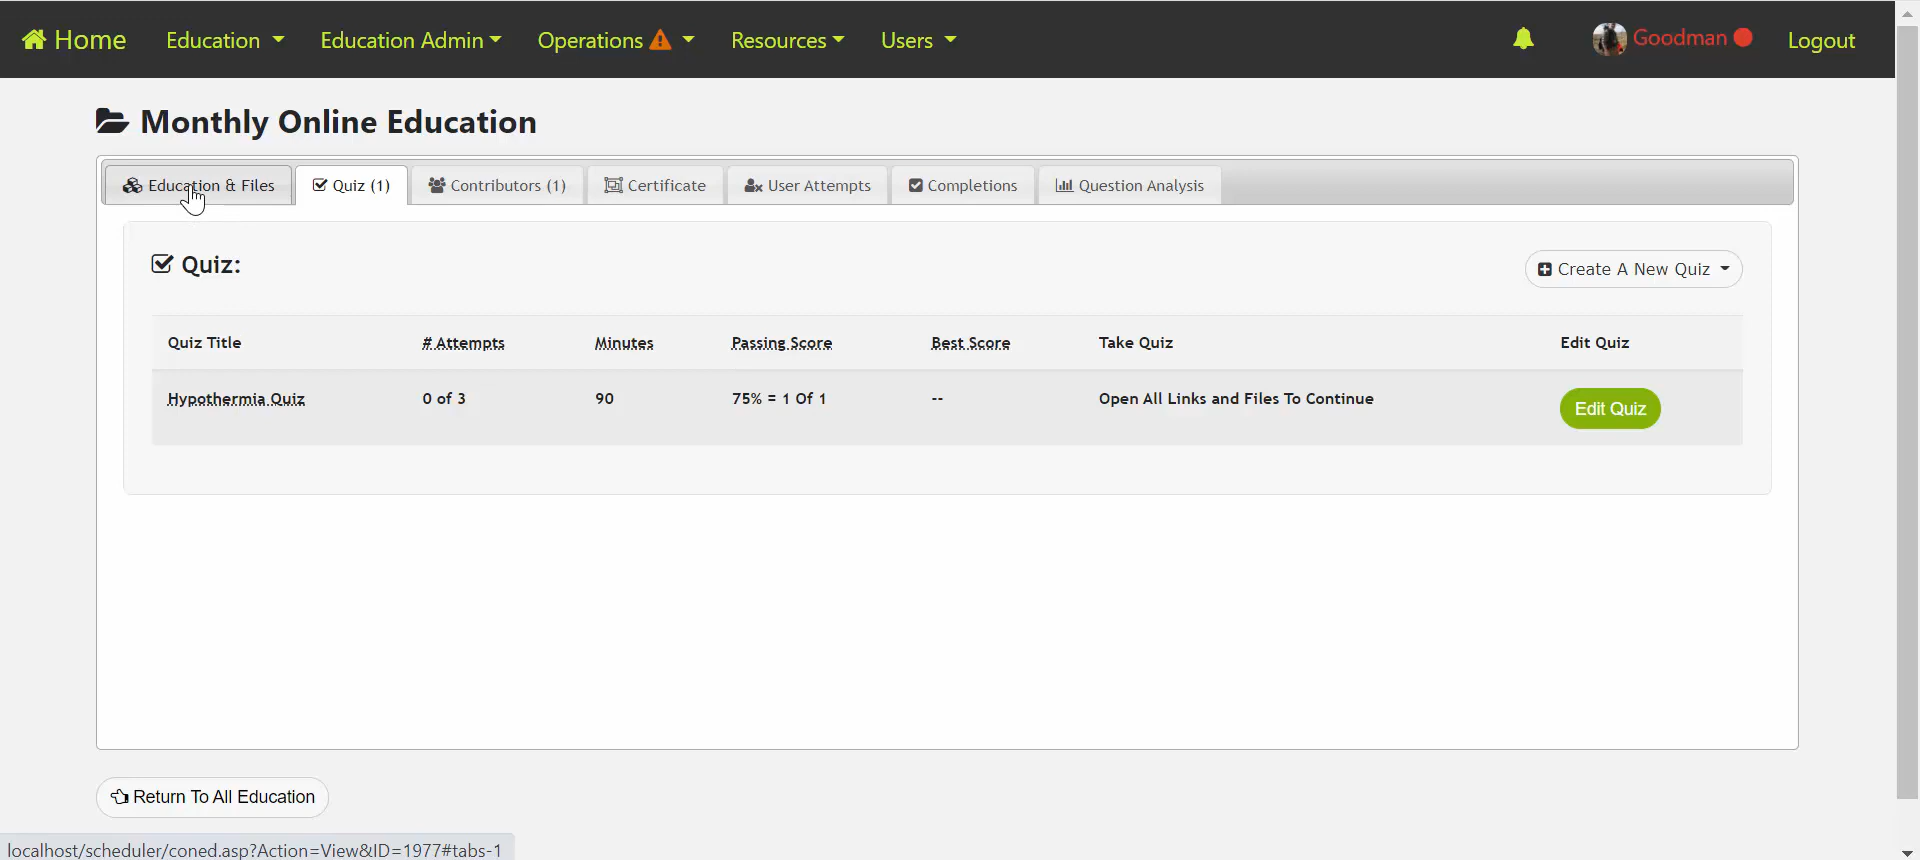 Home Education Education Admin Operations Resources Users Goodman Logout
Monthly Online Education
Education & Files Quiz (1) Contributors (1) Certificate User Attempts Completions Question Analysis
Quiz:
Create A New Quiz
Quiz Title # Attempts Minutes Passing Score Best Score Take Quiz Edit Quiz
Hypothermia Quiz 0 of 3 90 75% = 1 Of 1 -- Open All Links and Files To Continue Edit Quiz
Return To All Education
localhost/scheduler/coned.asp?Action=View&ID=1977#tabs-1